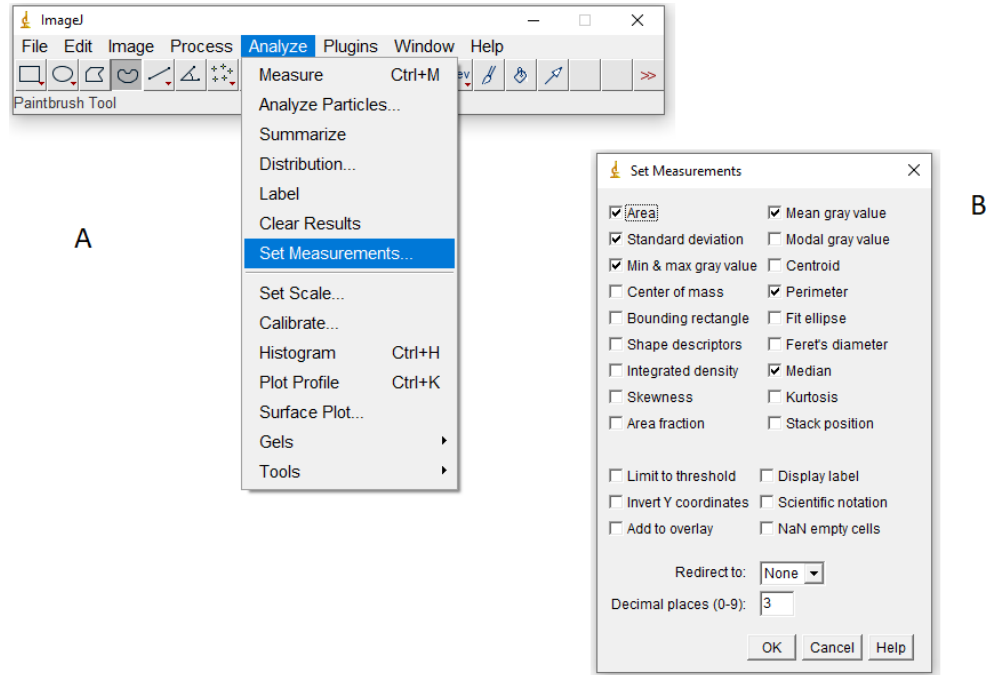 ImageJ
File Edit Image Process Analyze Plugins Window Help
ev
>>
Paintbrush Tool
Measure Ctrl+M
Analyze Particles...
Summarize
Distribution...
Label
Clear Results
Set Measurements...
Set Scale...
Calibrate...
Histogram Ctrl+H
Plot Profile Ctrl+K
Surface Plot...
Gels
Tools
A
Set Measurements
Area Mean gray value
Standard deviation Modal gray value
Min & max gray value Centroid
Center of mass Perimeter
Bounding rectangle Fit ellipse
Shape descriptors Feret's diameter
Integrated density Median
Skewness Kurtosis
Area fraction Stack position
Limit to threshold Display label
Invert Y coordinates Scientific notation
Add to overlay NaN empty cells
Redirect to: None
Decimal places (0-9): 3
OK Cancel Help
B